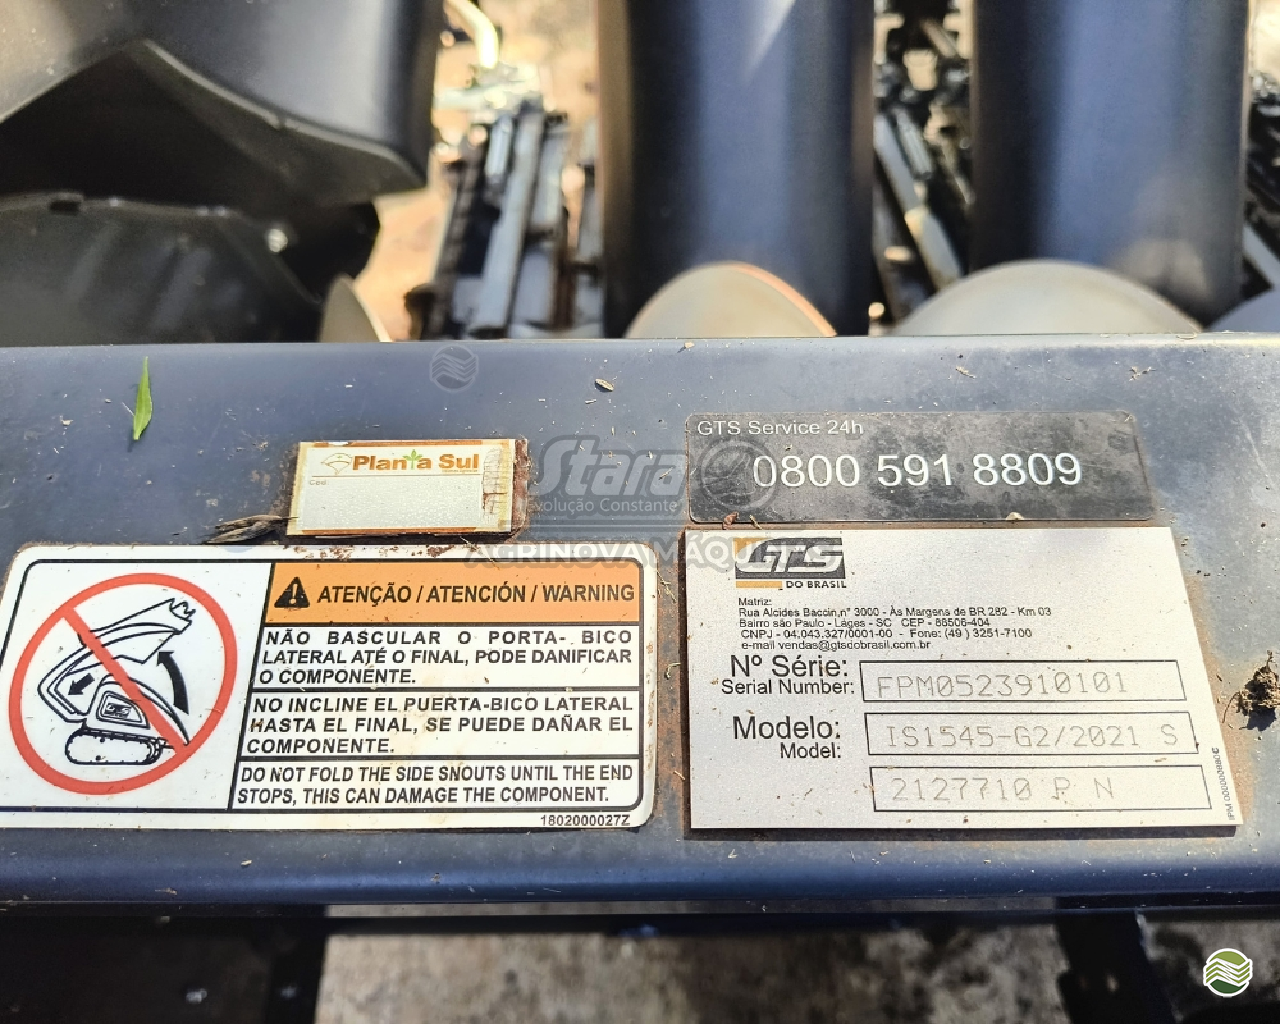 GTS Service 24h
0800 591 8809
Planta Sul
Cód.
Stara
Evolução Constante
AGRINOVA MÁQU
GTS
DO BRASIL
Matriz:
Rua Alcides Baccin,nº 3000 - Às Margens de BR 282 - Km 03
Bairro são Paulo - Lages - SC CEP - 88506-404
CNPJ - 04.043.327/0001-00 - Fone: (49) 3251-7100
e-mail vendas@gtsdobrasil.com.br
Nº Série:
Serial Number:
FPM0523910101
Modelo:
Model:
IS1545-G2/2021 S
2127710 P N
ATENÇÃO / ATENCIÓN / WARNING
NÃO BASCULAR O PORTA- BICO
LATERAL ATÉ O FINAL, PODE DANIFICAR
O COMPONENTE.
NO INCLINE EL PUERTA-BICO LATERAL
HASTA EL FINAL, SE PUEDE DAÑAR EL
COMPONENTE.
DO NOT FOLD THE SIDE SNOUTS UNTIL THE END
STOPS, THIS CAN DAMAGE THE COMPONENT.
1802000027Z